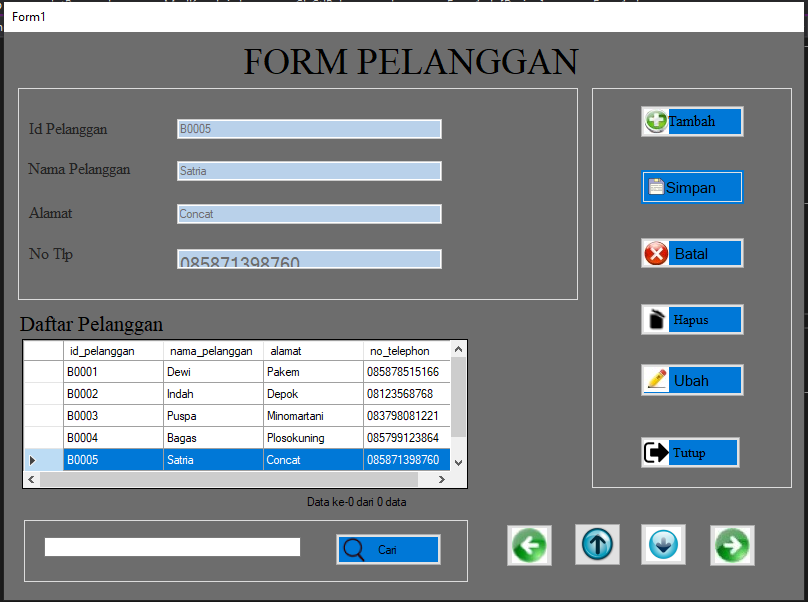 Form1
FORM PELANGGAN
Id Pelanggan B0005
Nama Pelanggan Satria
Alamat Concat
No Tlp 085871398760
Tambah
Simpan
Batal
Hapus
Ubah
Tutup
Daftar Pelanggan
id_pelanggan nama_pelanggan alamat no_telephon
B0001 Dewi Pakem 085878515166
B0002 Indah Depok 08123568768
B0003 Puspa Minomartani 083798081221
B0004 Bagas Plosokuning 085799123864
B0005 Satria Concat 085871398760
Data ke-0 dari 0 data
Cari